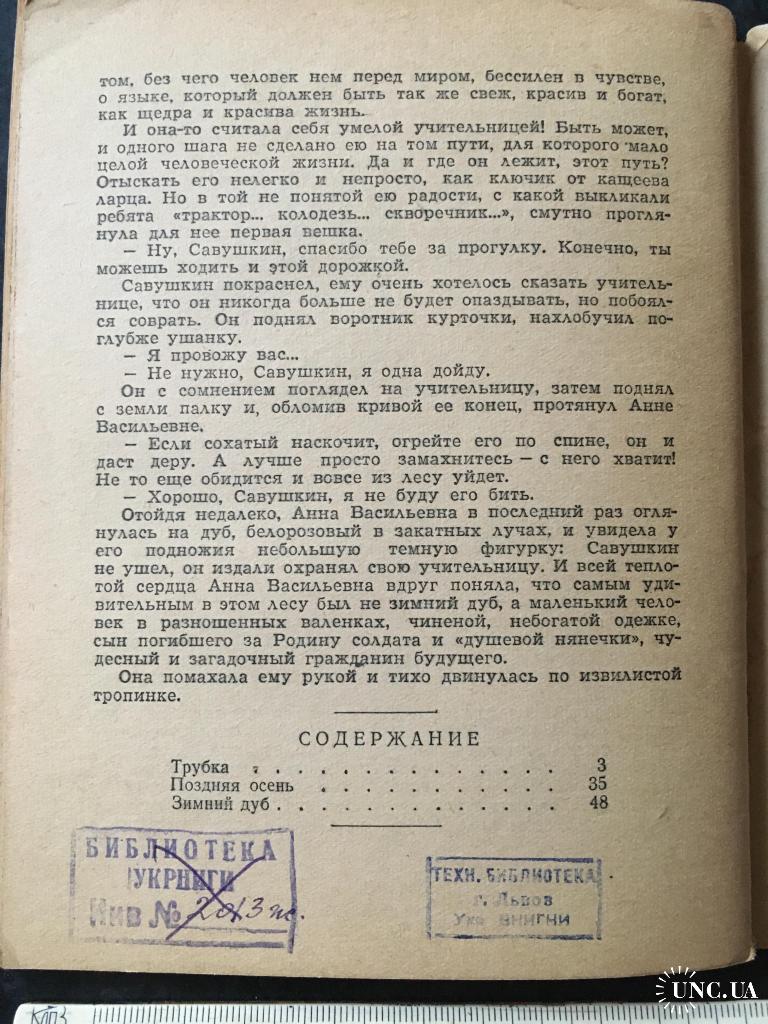 том, без чего человек нем перед миром, бессилен в чувстве,
о языке, который должен быть так же свеж, красив и богат,
как щедра и красива жизнь.
И она-то считала себя умелой учительницей! Быть может,
и одного шага не сделано ею на том пути, для которого мало
целой человеческой жизни. Да и где он лежит, этот путь?
Отыскать его нелегко и непросто, как ключик от кащеева
ларца. Но в той не понятой ею радости, с какой выкликали
ребята «трактор... колодезь... скворечник...», смутно прогля-
нула для нее первая вешка.
— Ну, Савушкин, спасибо тебе за прогулку. Конечно, ты
можешь ходить и этой дорожкой.
Савушкин покраснел, ему очень хотелось сказать учитель-
нице, что он никогда больше не будет опаздывать, но побоял-
ся соврать. Он поднял воротник курточки, нахлобучил по-
глубже ушанку.
— Я провожу вас...
— Не нужно, Савушкин, я одна дойду.
Он с сомнением поглядел на учительницу, затем поднял
с земли палку и, обломив кривой ее конец, протянул Анне
Васильевне.
— Если сохатый наскочит, огрейте его по спине, он и
даст деру. А лучше просто замахнитесь — с него хватит!
Не то еще обидится и вовсе из лесу уйдет.
— Хорошо, Савушкин, я не буду его бить.
Отойдя недалеко, Анна Васильевна в последний раз огля-
нулась на дуб, белорозовый в закатных лучах, и увидела у
его подножия небольшую темную фигурку: Савушкин
не ушел, он издали охранял свою учительницу. И всей тепло-
той сердца Анна Васильевна вдруг поняла, что самым уди-
вительным в этом лесу был не зимний дуб, а маленький чело-
век в разношенных валенках, чиненой, небогатой одежке,
сын погибшего за Родину солдата и «душевой нянечки», чу-
десный и загадочный гражданин будущего.
Она помахала ему рукой и тихо двинулась по извилистой
тропинке.
СОДЕРЖАНИЕ
Трубка . . . . . . . . . . . . . 3
Поздняя осень . . . . . . . . . . 35
Зимний дуб . . . . . . . . . . . . 48
БИБЛИОТЕКА
УКРНИГИ
Инв №
ТЕХН. БИБЛИОТЕКА
г. Львов
Укр ВНИГНИ
UNC.UA